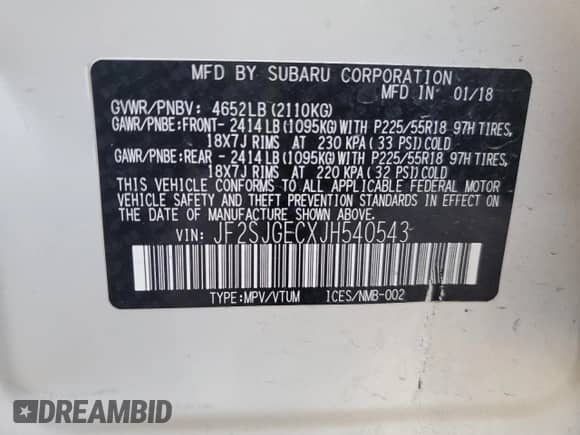 MFD BY SUBARU CORPORATION
MFD IN 01/18
GVWR/PNBV: 4652LB(2110KG)
GAWR/PNBE:FRONT- 2414LB(1095KG)WITH P225/55R18 97H TIRES,
18X7J RIMS AT 230 KPA(33 PSI)COLD
GAWR/PNBE:REAR - 2414LB(1095KG)WITH P225/55R18 97H TIRES,
18X7J RIMS AT 220 KPA(32 PSI)COLD
THIS VEHICLE CONFORMS TO ALL APPLICABLE FEDERAL MOTOR
VEHICLE SAFETY AND THEFT PREVENTION STANDARDS IN EFFECT ON
THE DATE OF MANUFACTURE SHOWN ABOVE.
VIN: JF2SJGECXJH540543
TYPE:MPV/VTUM ICES/NMB-002
DREAMBID